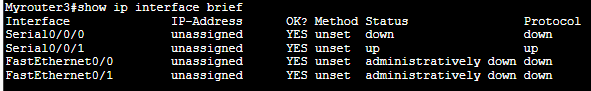 Myrouter3#show ip interface brief
Interface                  IP-Address      OK? Method Status                Protocol
Serial0/0/0                unassigned      YES unset  down                  down
Serial0/0/1                unassigned      YES unset  up                    up
FastEthernet0/0            unassigned      YES unset  administratively down down
FastEthernet0/1            unassigned      YES unset  administratively down down